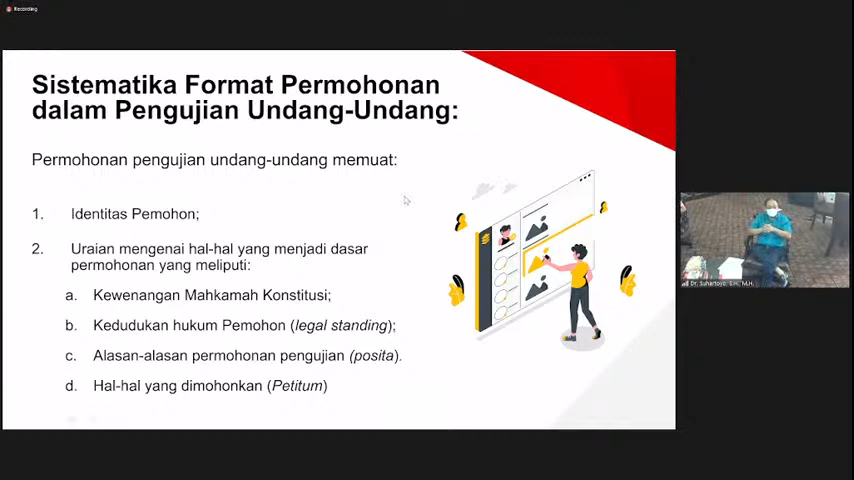 Recording
Sistematika Format Permohonan
dalam Pengujian Undang-Undang:
Permohonan pengujian undang-undang memuat:
1. Identitas Pemohon;
2. Uraian mengenai hal-hal yang menjadi dasar
permohonan yang meliputi:
a. Kewenangan Mahkamah Konstitusi;
b. Kedudukan hukum Pemohon (legal standing);
c. Alasan-alasan permohonan pengujian (posita).
d. Hal-hal yang dimohonkan (Petitum)
Dr. Suhartoyo, S.H., M.H.